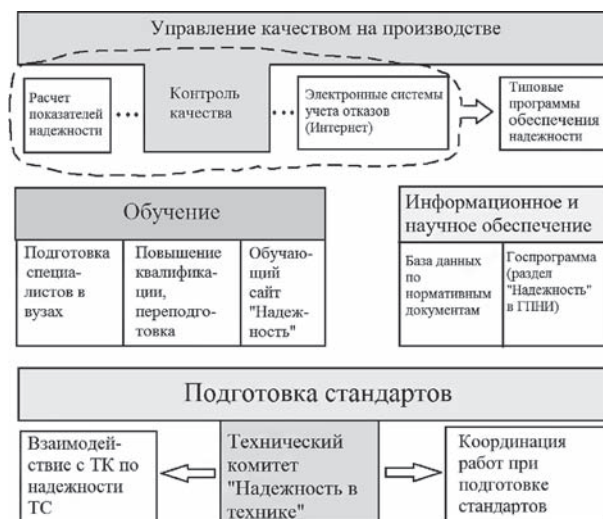 Управление качеством на производстве
Расчет
показателей
надежности
...
Контроль
качества
...
Электронные системы
учета отказов
(Интернет)
Типовые
программы
обеспечения
надежности
Обучение
Подготовка
специа-
листов в
вузах
Повышение
квалифика-
ции,
переподго-
товка
Обучаю-
щий
сайт
"Надеж-
ность"
Информационное и
научное обеспечение
База данных
по
нормативным
документам
Госпрограмма
(раздел
"Надежность"
в ГПНИ)
Подготовка стандартов
Взаимодей-
ствие с ТК по
надежности
ТС
Технический
комитет
"Надежность в
технике"
Координация
работ при
подготовке
стандартов